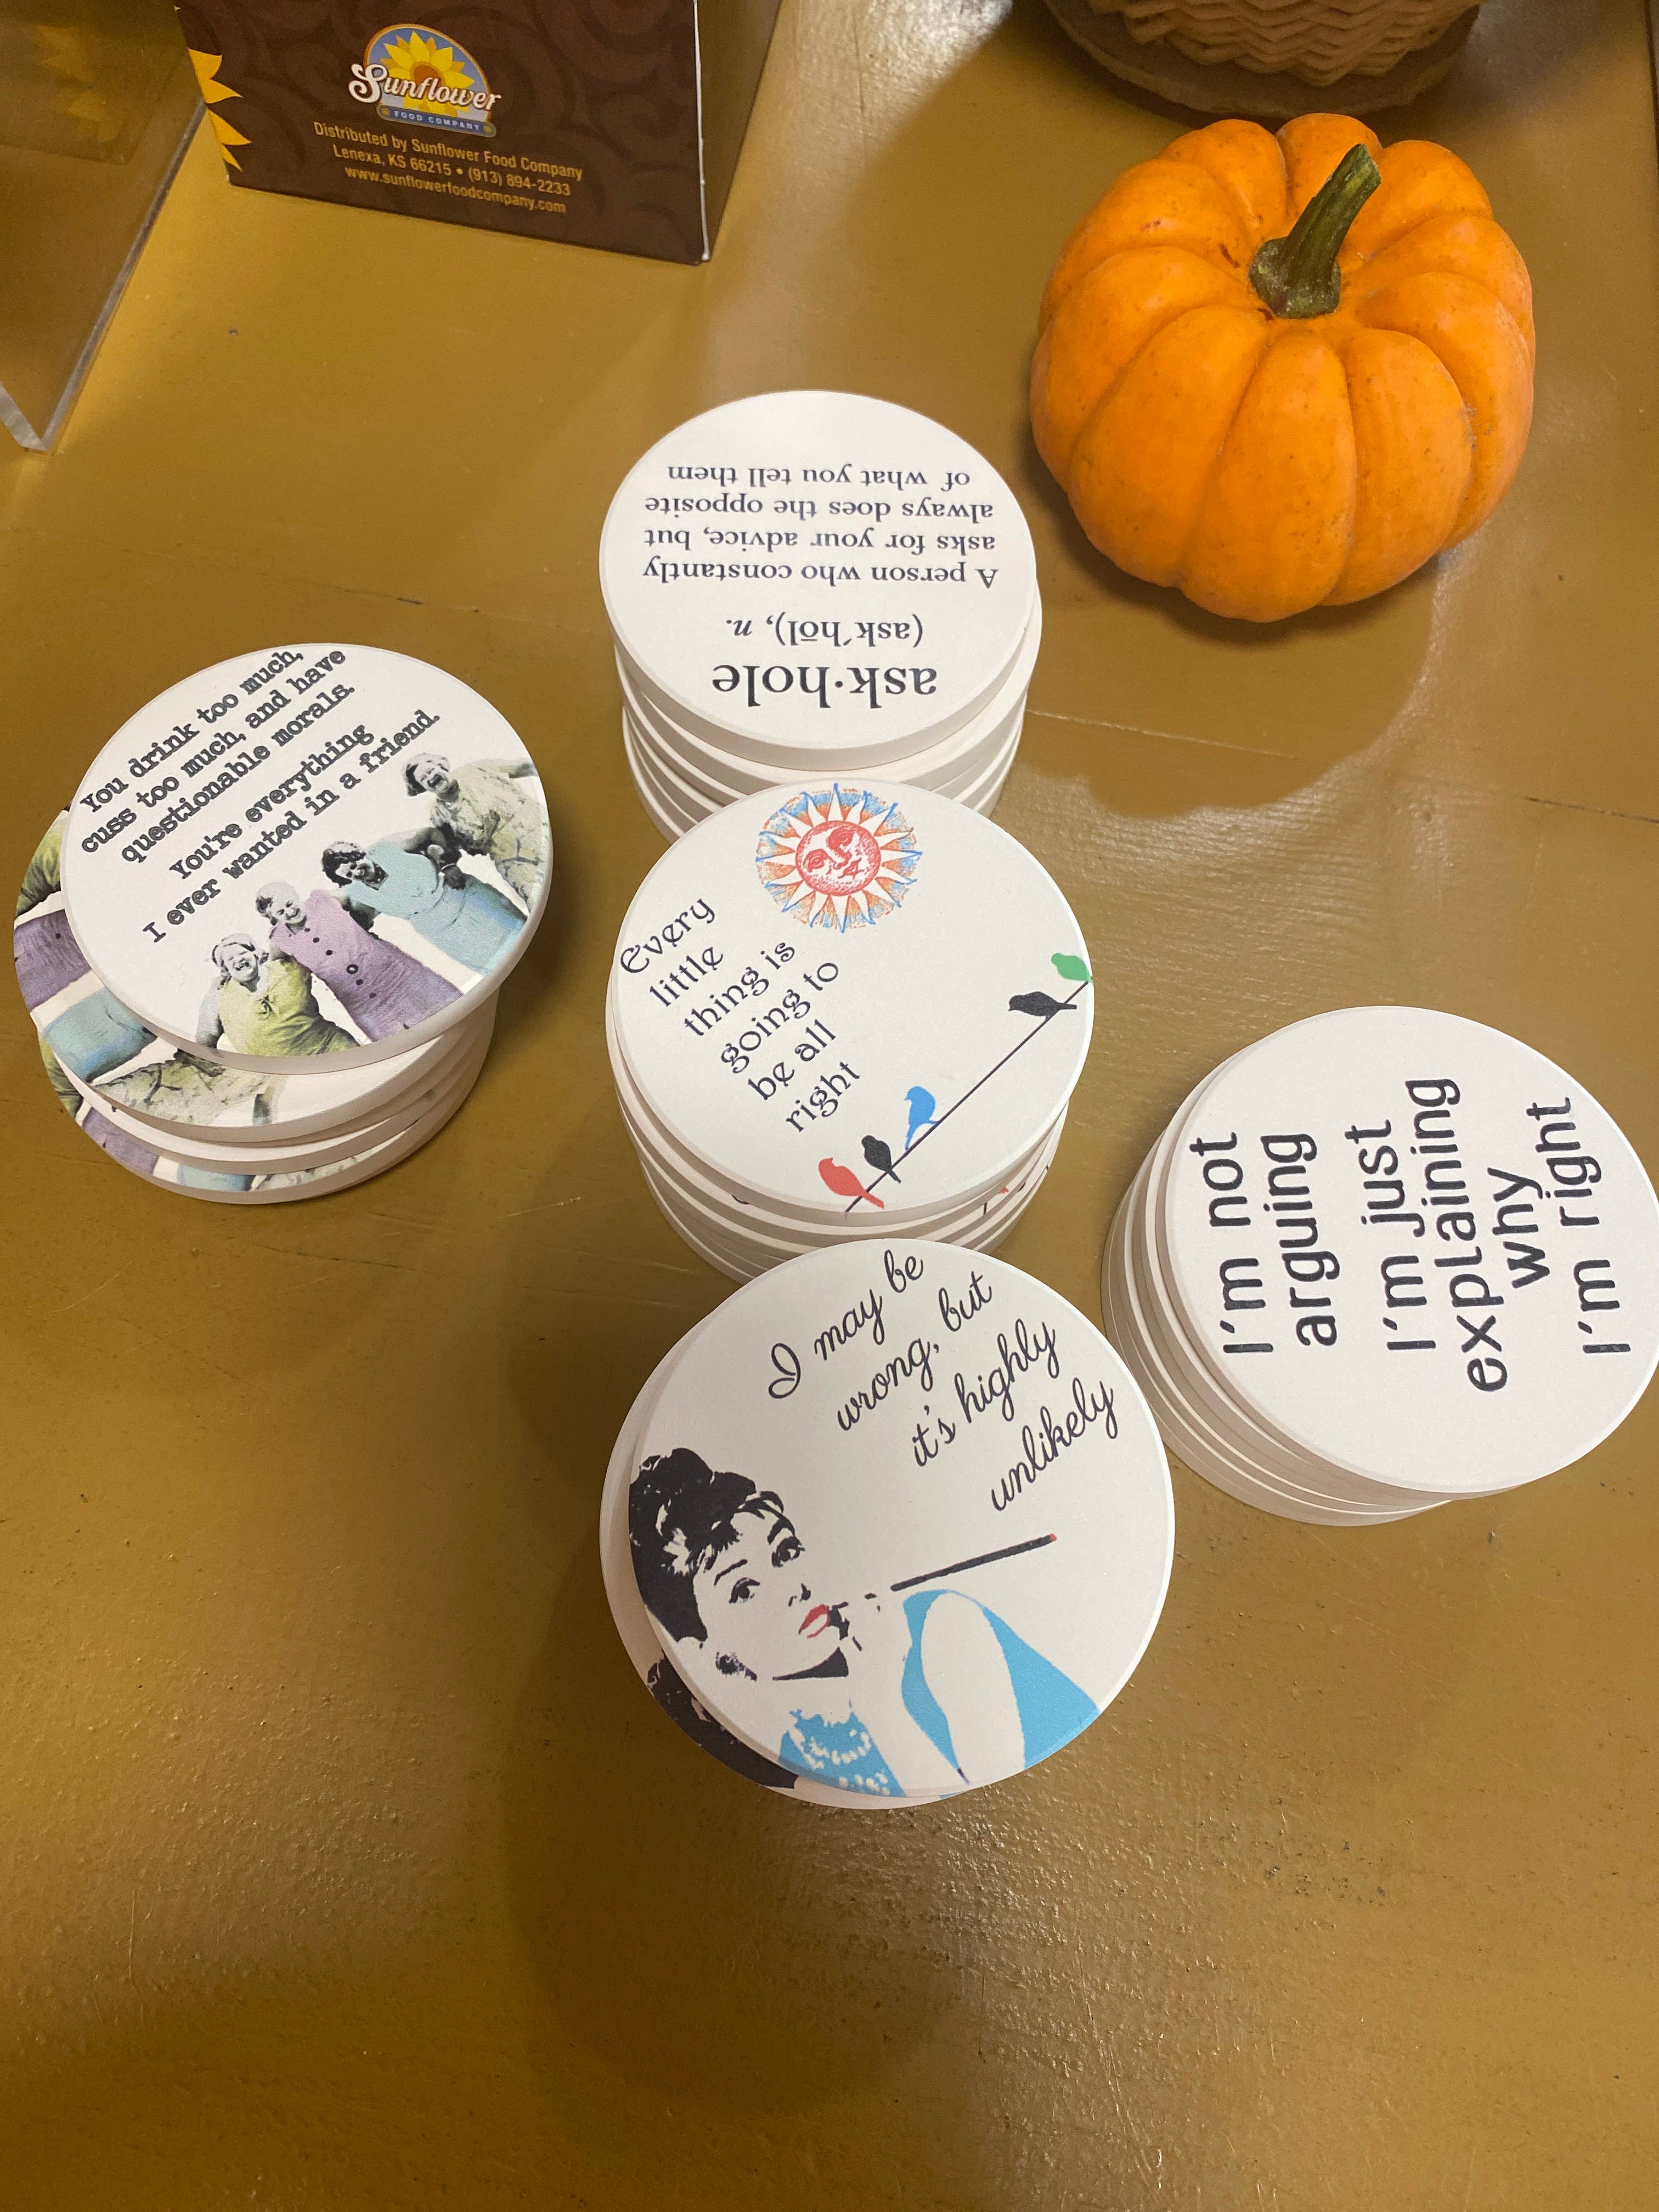 Sunflower
FOOD COMPANY
Distributed by Sunflower Food Company
Lenexa, KS 66215 • (913) 894-2233
www.sunflowerfoodcompany.com
ask·hole
(ask′hōl), n.
A person who constantly
asks for your advice, but
always does the opposite
of what you tell them
You drink too much,
cuss too much, and have
questionable morals.
You're everything
I ever wanted in a friend.
Every
little
thing is
going to
be all
right
I'm not
arguing
I'm just
explaining
why
I'm right
I may be
wrong, but
it's highly
unlikely